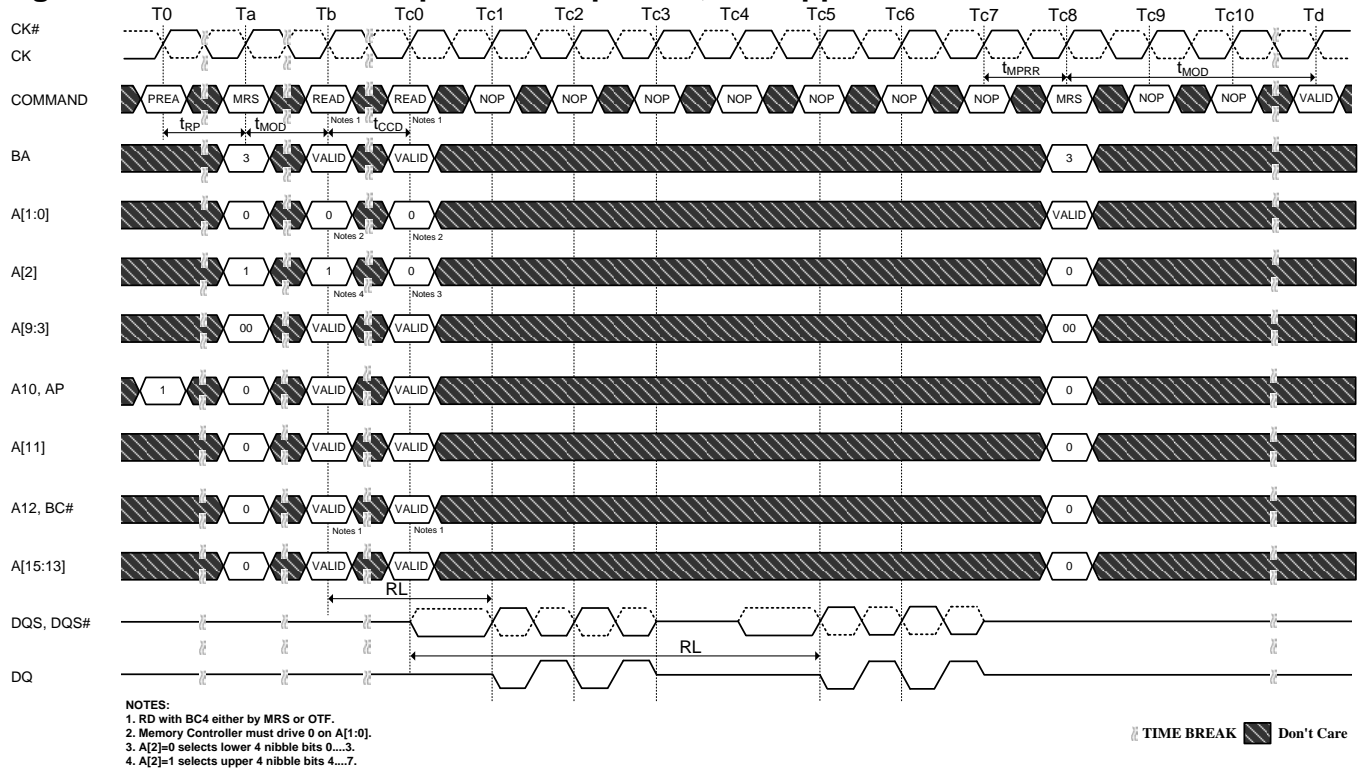 T0 Ta Tb Tc0 Tc1 Tc2 Tc3 Tc4 Tc5 Tc6 Tc7 Tc8 Tc9 Tc10 Td
CK#
CK
tMPRR tMOD
COMMAND PREA MRS READ READ NOP NOP NOP NOP NOP NOP NOP MRS NOP NOP VALID
Notes 1 Notes 1
tRP tMOD tCCD
BA 3 VALID VALID 3
A[1:0] 0 0 0 VALID
Notes 2 Notes 2
A[2] 1 1 0 0
Notes 4 Notes 3
A[9:3] 00 VALID VALID 00
A10, AP 1 0 VALID VALID 0
A[11] 0 VALID VALID 0
A12, BC# 0 VALID VALID 0
Notes 1 Notes 1
A[15:13] 0 VALID VALID 0
RL
DQS, DQS#
RL
DQ
NOTES:
1. RD with BC4 either by MRS or OTF.
2. Memory Controller must drive 0 on A[1:0].
3. A[2]=0 selects lower 4 nibble bits 0....3.
4. A[2]=1 selects upper 4 nibble bits 4....7.
TIME BREAK Don't Care